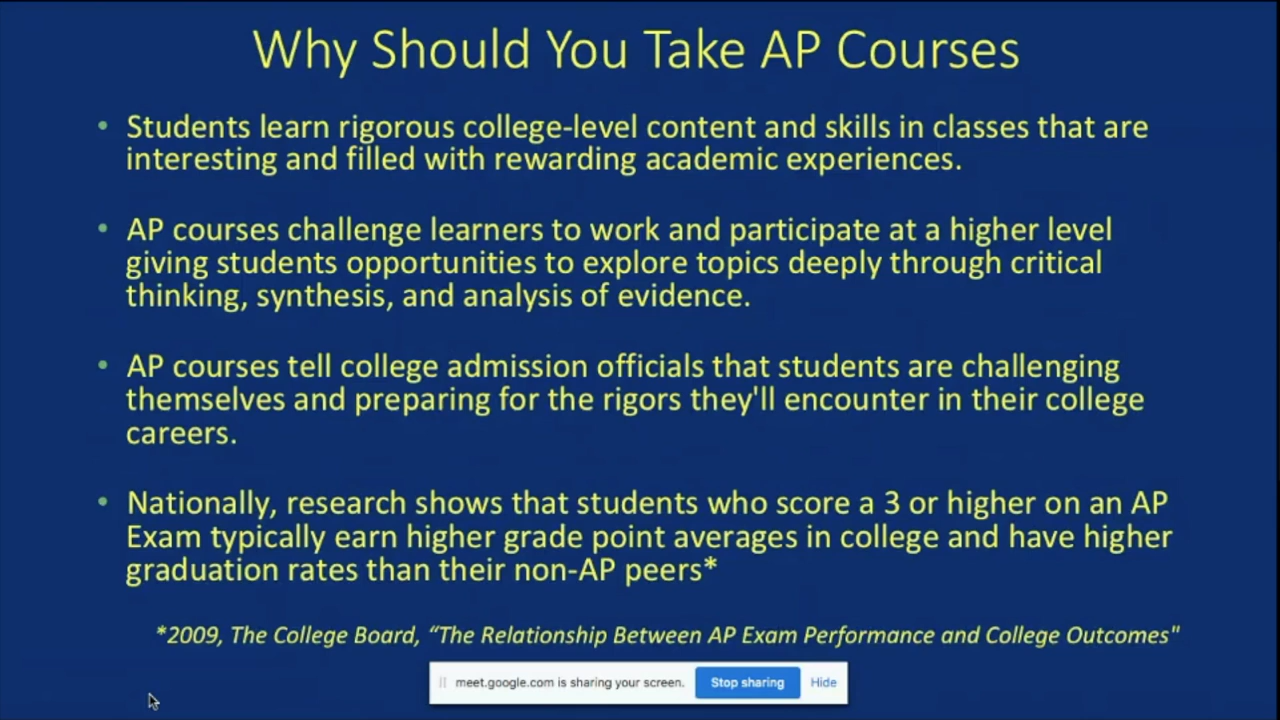 Why Should You Take AP Courses
• Students learn rigorous college-level content and skills in classes that are
interesting and filled with rewarding academic experiences.
• AP courses challenge learners to work and participate at a higher level
giving students opportunities to explore topics deeply through critical
thinking, synthesis, and analysis of evidence.
• AP courses tell college admission officials that students are challenging
themselves and preparing for the rigors they'll encounter in their college
careers.
• Nationally, research shows that students who score a 3 or higher on an AP
Exam typically earn higher grade point averages in college and have higher
graduation rates than their non-AP peers*
*2009, The College Board, “The Relationship Between AP Exam Performance and College Outcomes"
meet.google.com is sharing your screen. Stop sharing Hide